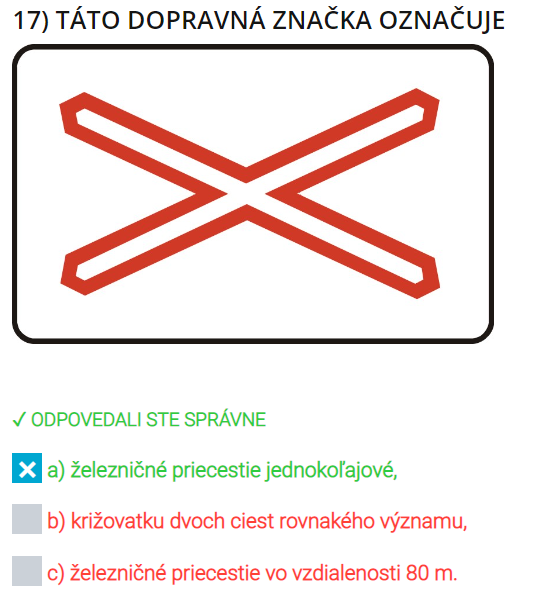 17) TÁTO DOPRAVNÁ ZNAČKA OZNAČUJE
✓ ODPOVEDALI STE SPRÁVNE
a) železničné priecestie jednokoľajové,
b) križovatku dvoch ciest rovnakého významu,
c) železničné priecestie vo vzdialenosti 80 m.